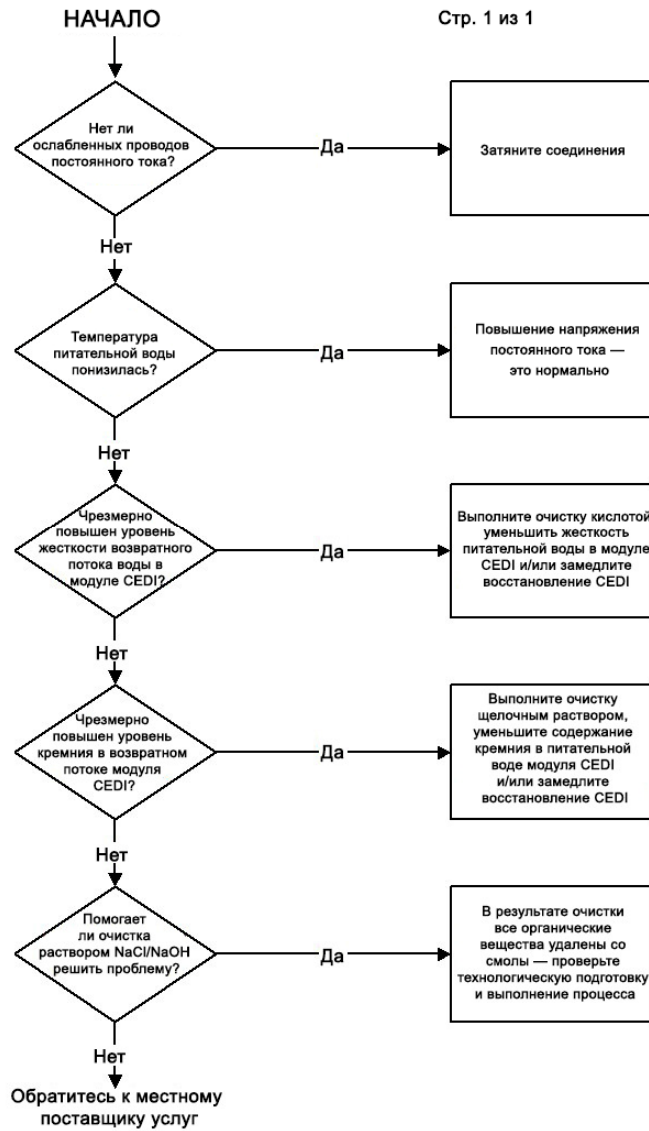 НАЧАЛО
Стр. 1 из 1
Нет ли
ослабленных проводов
постоянного тока?
Да
Затяните соединения
Нет
Температура
питательной воды
понизилась?
Да
Повышение напряжения
постоянного тока —
это нормально
Нет
Чрезмерно
повышен уровень
жесткости возвратного
потока воды в
модуле CEDI?
Да
Выполните очистку кислотой,
уменьшить жесткость
питательной воды в модуле
CEDI и/или замедлите
восстановление CEDI
Нет
Чрезмерно
повышен уровень
кремния в возвратном
потоке модуля
CEDI?
Да
Выполните очистку
щелочным раствором,
уменьшите содержание
кремния в питательной
воде модуля CEDI
и/или замедлите
восстановление CEDI
Нет
Помогает
ли очистка
раствором NaCl/NaOH
решить проблему?
Да
В результате очистки
все органические
вещества удалены со
смолы — проверьте
технологическую подготовку
и выполнение процесса
Нет
Обратитесь к местному
поставщику услуг